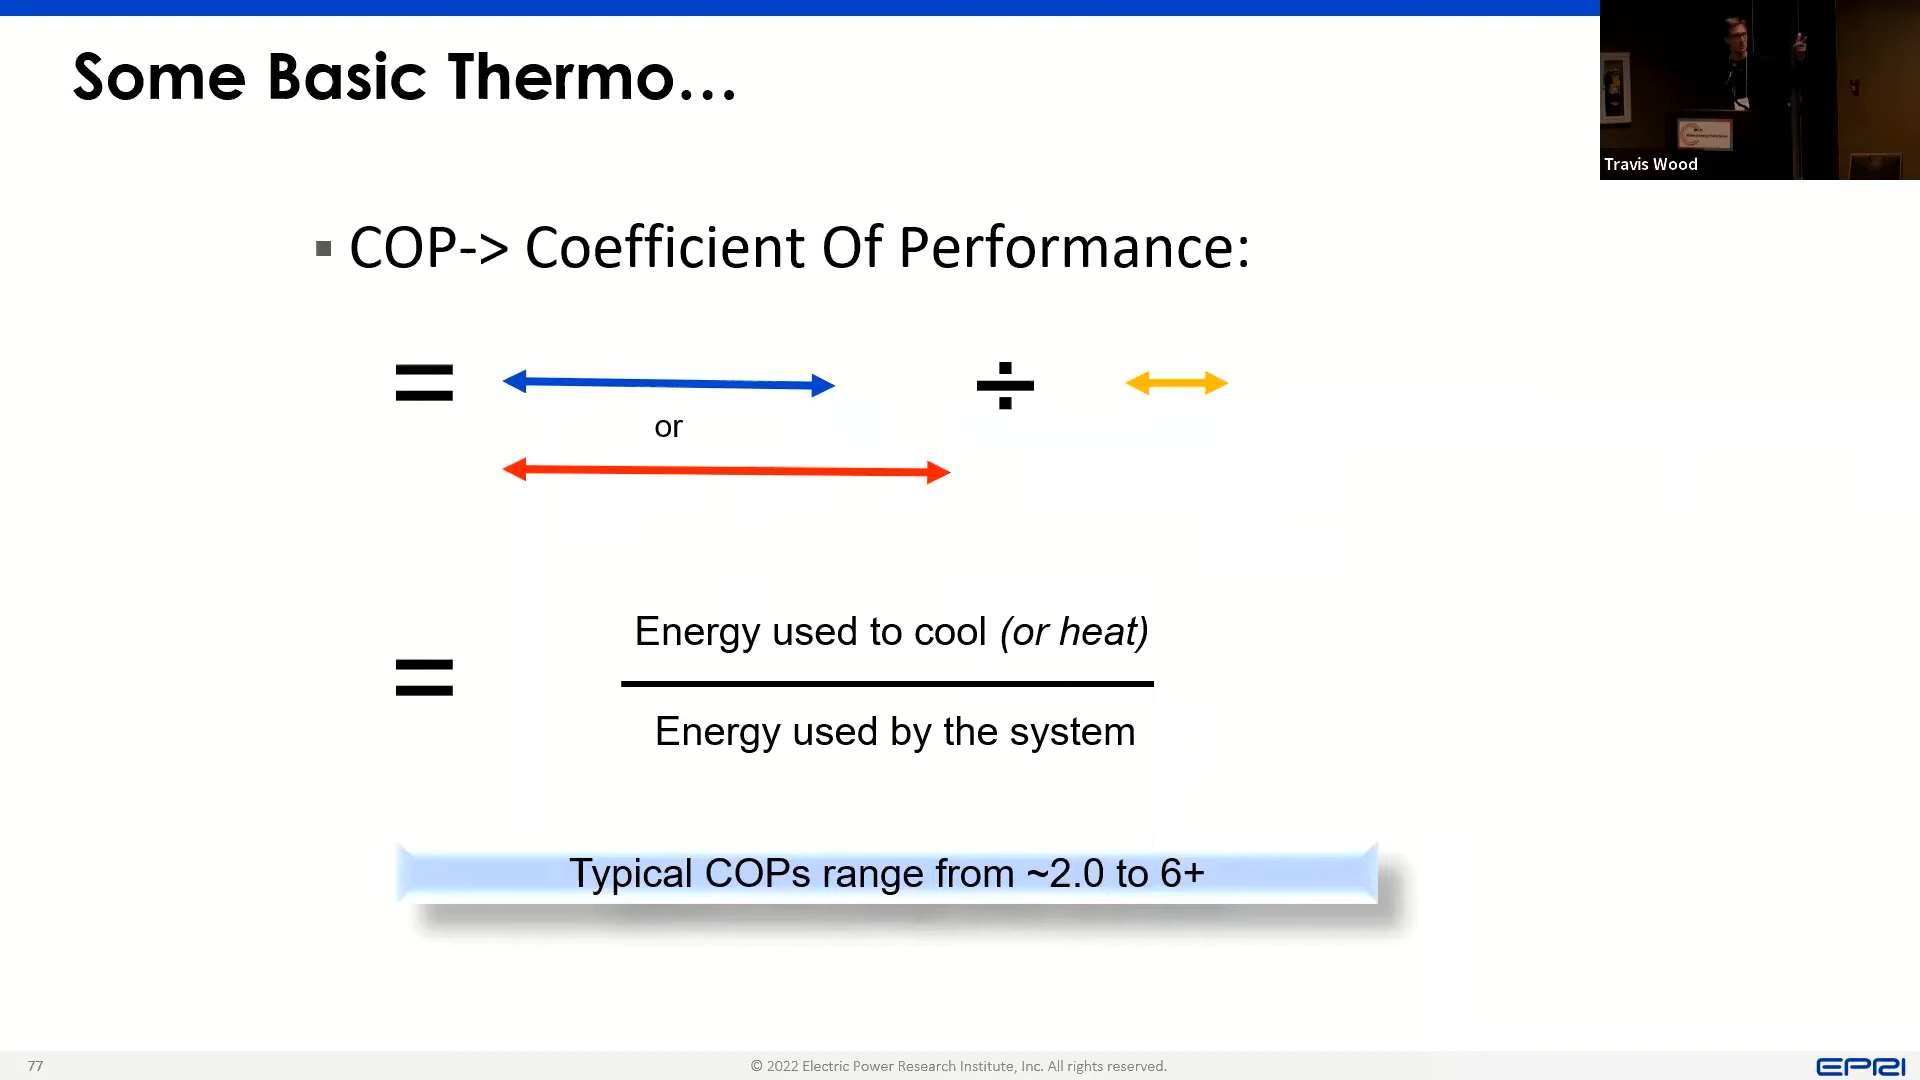 Some Basic Thermo…
Travis Wood
▪ COP-> Coefficient Of Performance:
= ÷
or
Energy used to cool (or heat)
=
Energy used by the system
Typical COPs range from ~2.0 to 6+
77
© 2022 Electric Power Research Institute, Inc. All rights reserved.
EPRI